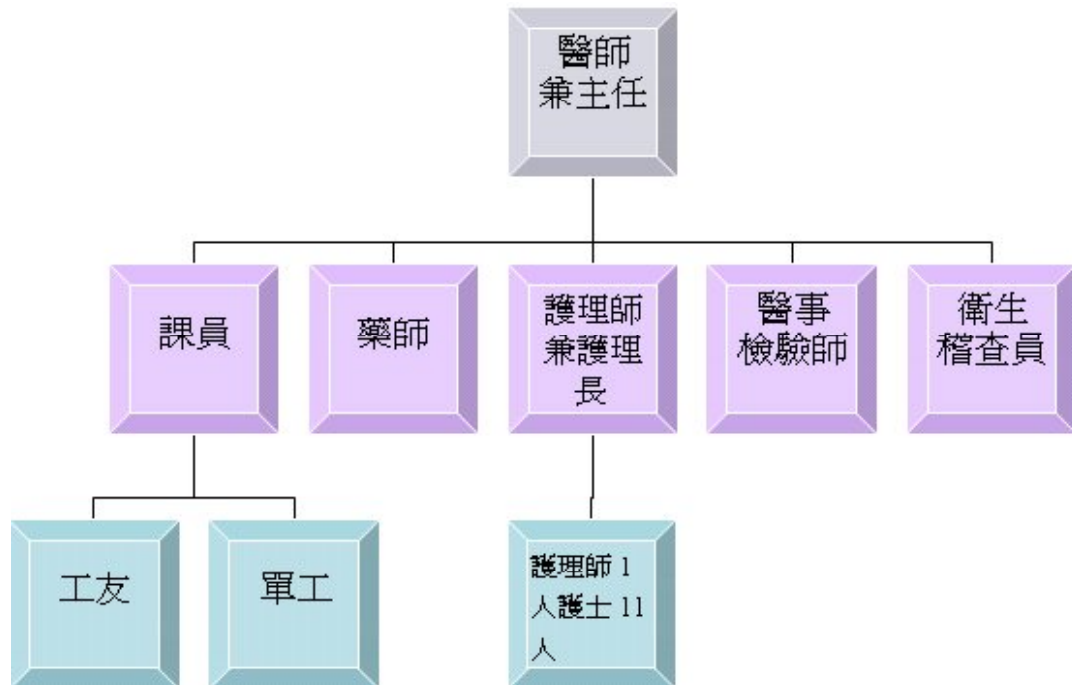 醫師
兼主任
課員
藥師
護理師
兼護理
長
醫事
檢驗師
衛生
稽查員
工友
單工
護理師 1
人護士 11
人